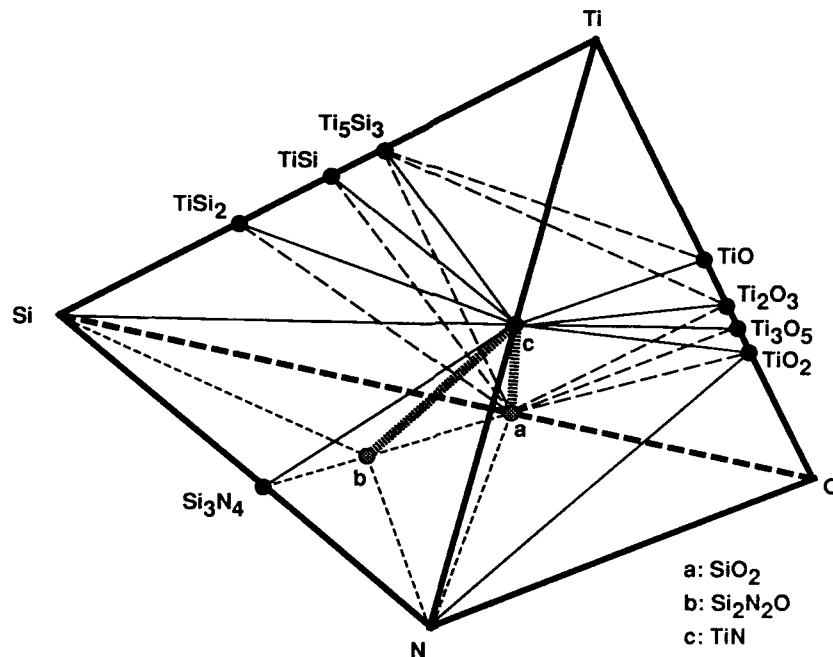 Ti
Ti5Si3
TiSi
TiSi2
TiO
Ti2O3
Ti3O5
TiO2
Si
c
a
b
Si3N4
O
N
a: SiO2
b: Si2N2O
c: TiN